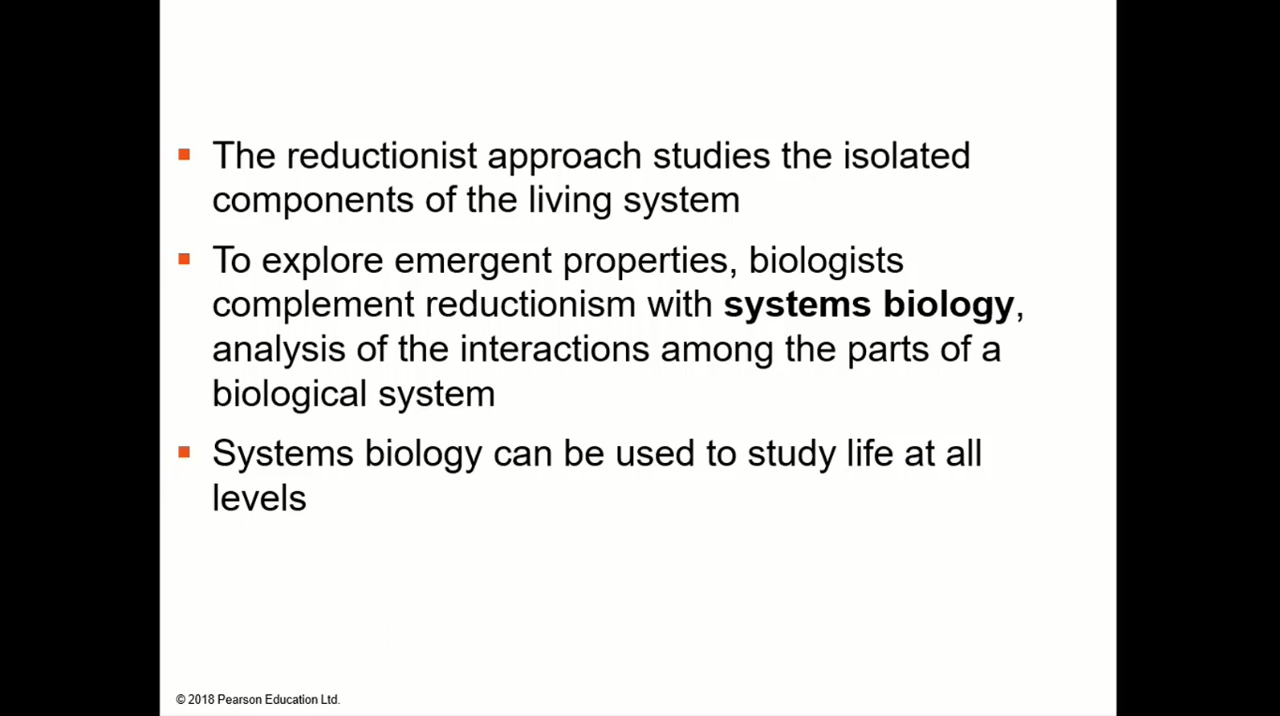 The reductionist approach studies the isolated
components of the living system
To explore emergent properties, biologists
complement reductionism with systems biology,
analysis of the interactions among the parts of a
biological system
Systems biology can be used to study life at all
levels
© 2018 Pearson Education Ltd.